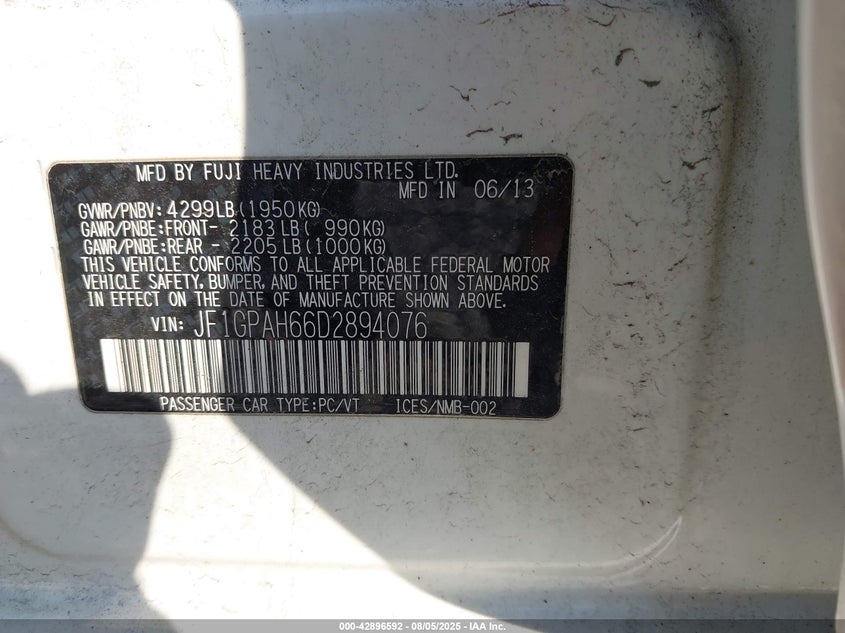 MFD BY FUJI HEAVY INDUSTRIES LTD.
MFD IN 06/13
GVWR/PNBV: 4299LB(1950KG)
GAWR/PNBE:FRONT- 2183LB( 990KG)
GAWR/PNBE:REAR - 2205LB(1000KG)
THIS VEHICLE CONFORMS TO ALL APPLICABLE FEDERAL MOTOR
VEHICLE SAFETY, BUMPER, AND THEFT PREVENTION STANDARDS
IN EFFECT ON THE DATE OF MANUFACTURE SHOWN ABOVE.
VIN: JF1GPAH66D2894076
PASSENGER CAR TYPE:PC/VT ICES/NMB-002
000-42896592 - 08/05/2025 - IAA Inc.